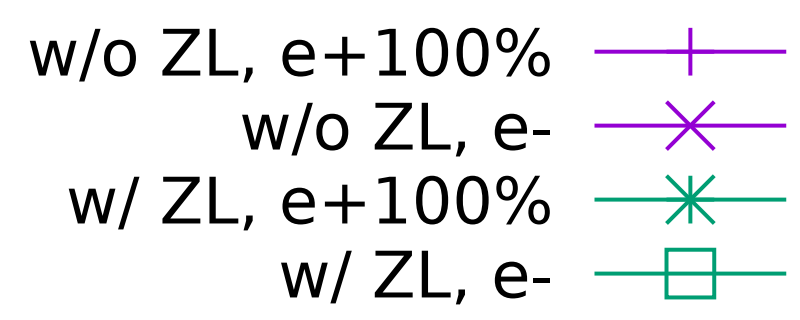 w/o ZL, e+100%
w/o ZL, e-
w/ ZL, e+100%
w/ ZL, e-